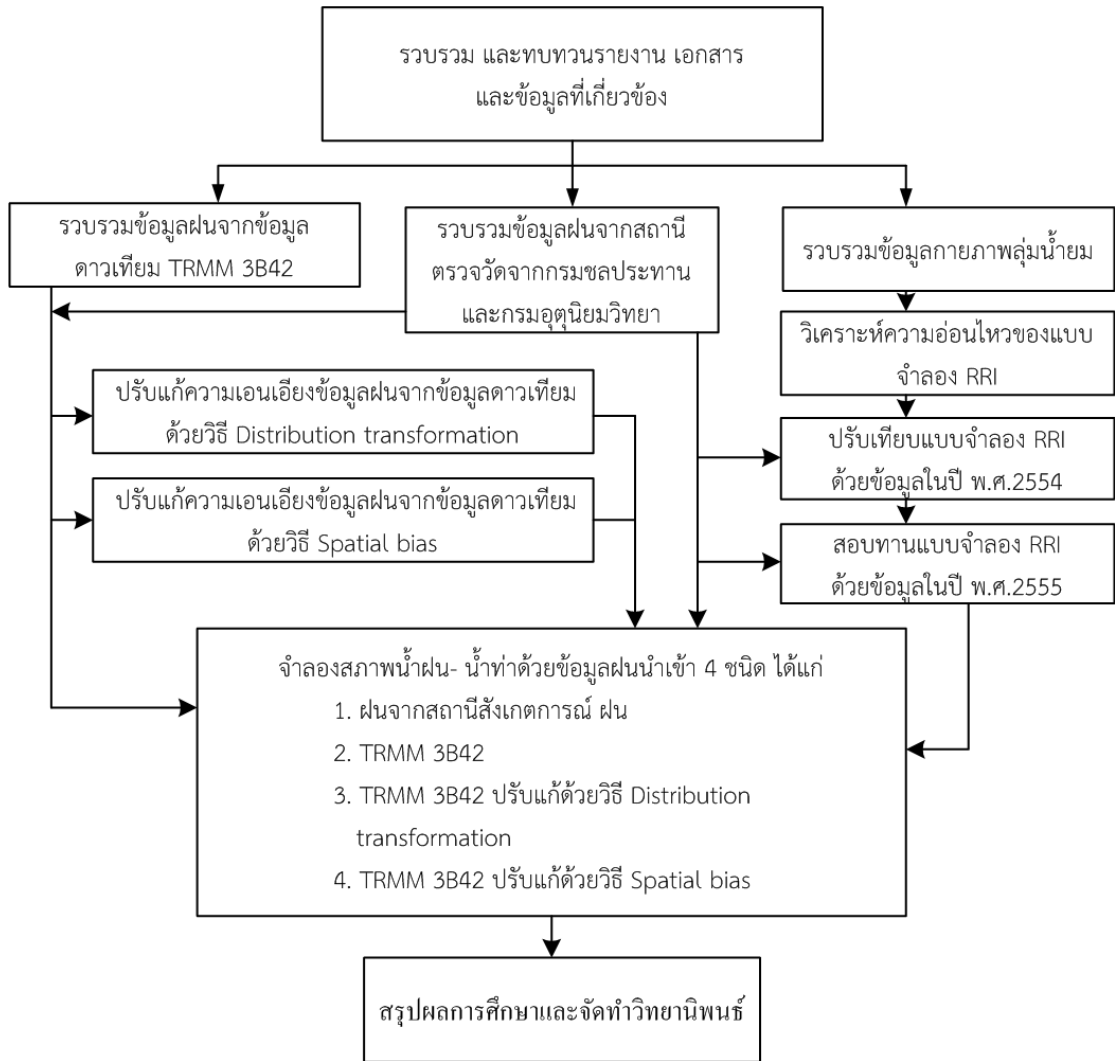 รวบรวม และทบทวนรายงาน เอกสาร
และข้อมูลที่เกี่ยวข้อง
รวบรวมข้อมูลฝนจากข้อมูล
ดาวเทียม TRMM 3B42
รวบรวมข้อมูลฝนจากสถานี
ตรวจวัดจากกรมชลประทาน
และกรมอุตุนิยมวิทยา
รวบรวมข้อมูลกายภาพลุ่มน้ำยม
วิเคราะห์ความอ่อนไหวของแบบ
จำลอง RRI
ปรับแก้ความเอนเอียงข้อมูลฝนจากข้อมูลดาวเทียม
ด้วยวิธี Distribution transformation
ปรับเทียบแบบจำลอง RRI
ด้วยข้อมูลในปี พ.ศ.2554
ปรับแก้ความเอนเอียงข้อมูลฝนจากข้อมูลดาวเทียม
ด้วยวิธี Spatial bias
สอบทานแบบจำลอง RRI
ด้วยข้อมูลในปี พ.ศ.2555
จำลองสภาพน้ำฝน- น้ำท่าด้วยข้อมูลฝนนำเข้า 4 ชนิด ได้แก่
1. ฝนจากสถานีสังเกตการณ์ ฝน
2. TRMM 3B42
3. TRMM 3B42 ปรับแก้ด้วยวิธี Distribution
transformation
4. TRMM 3B42 ปรับแก้ด้วยวิธี Spatial bias
สรุปผลการศึกษาและจัดทำวิทยานิพนธ์